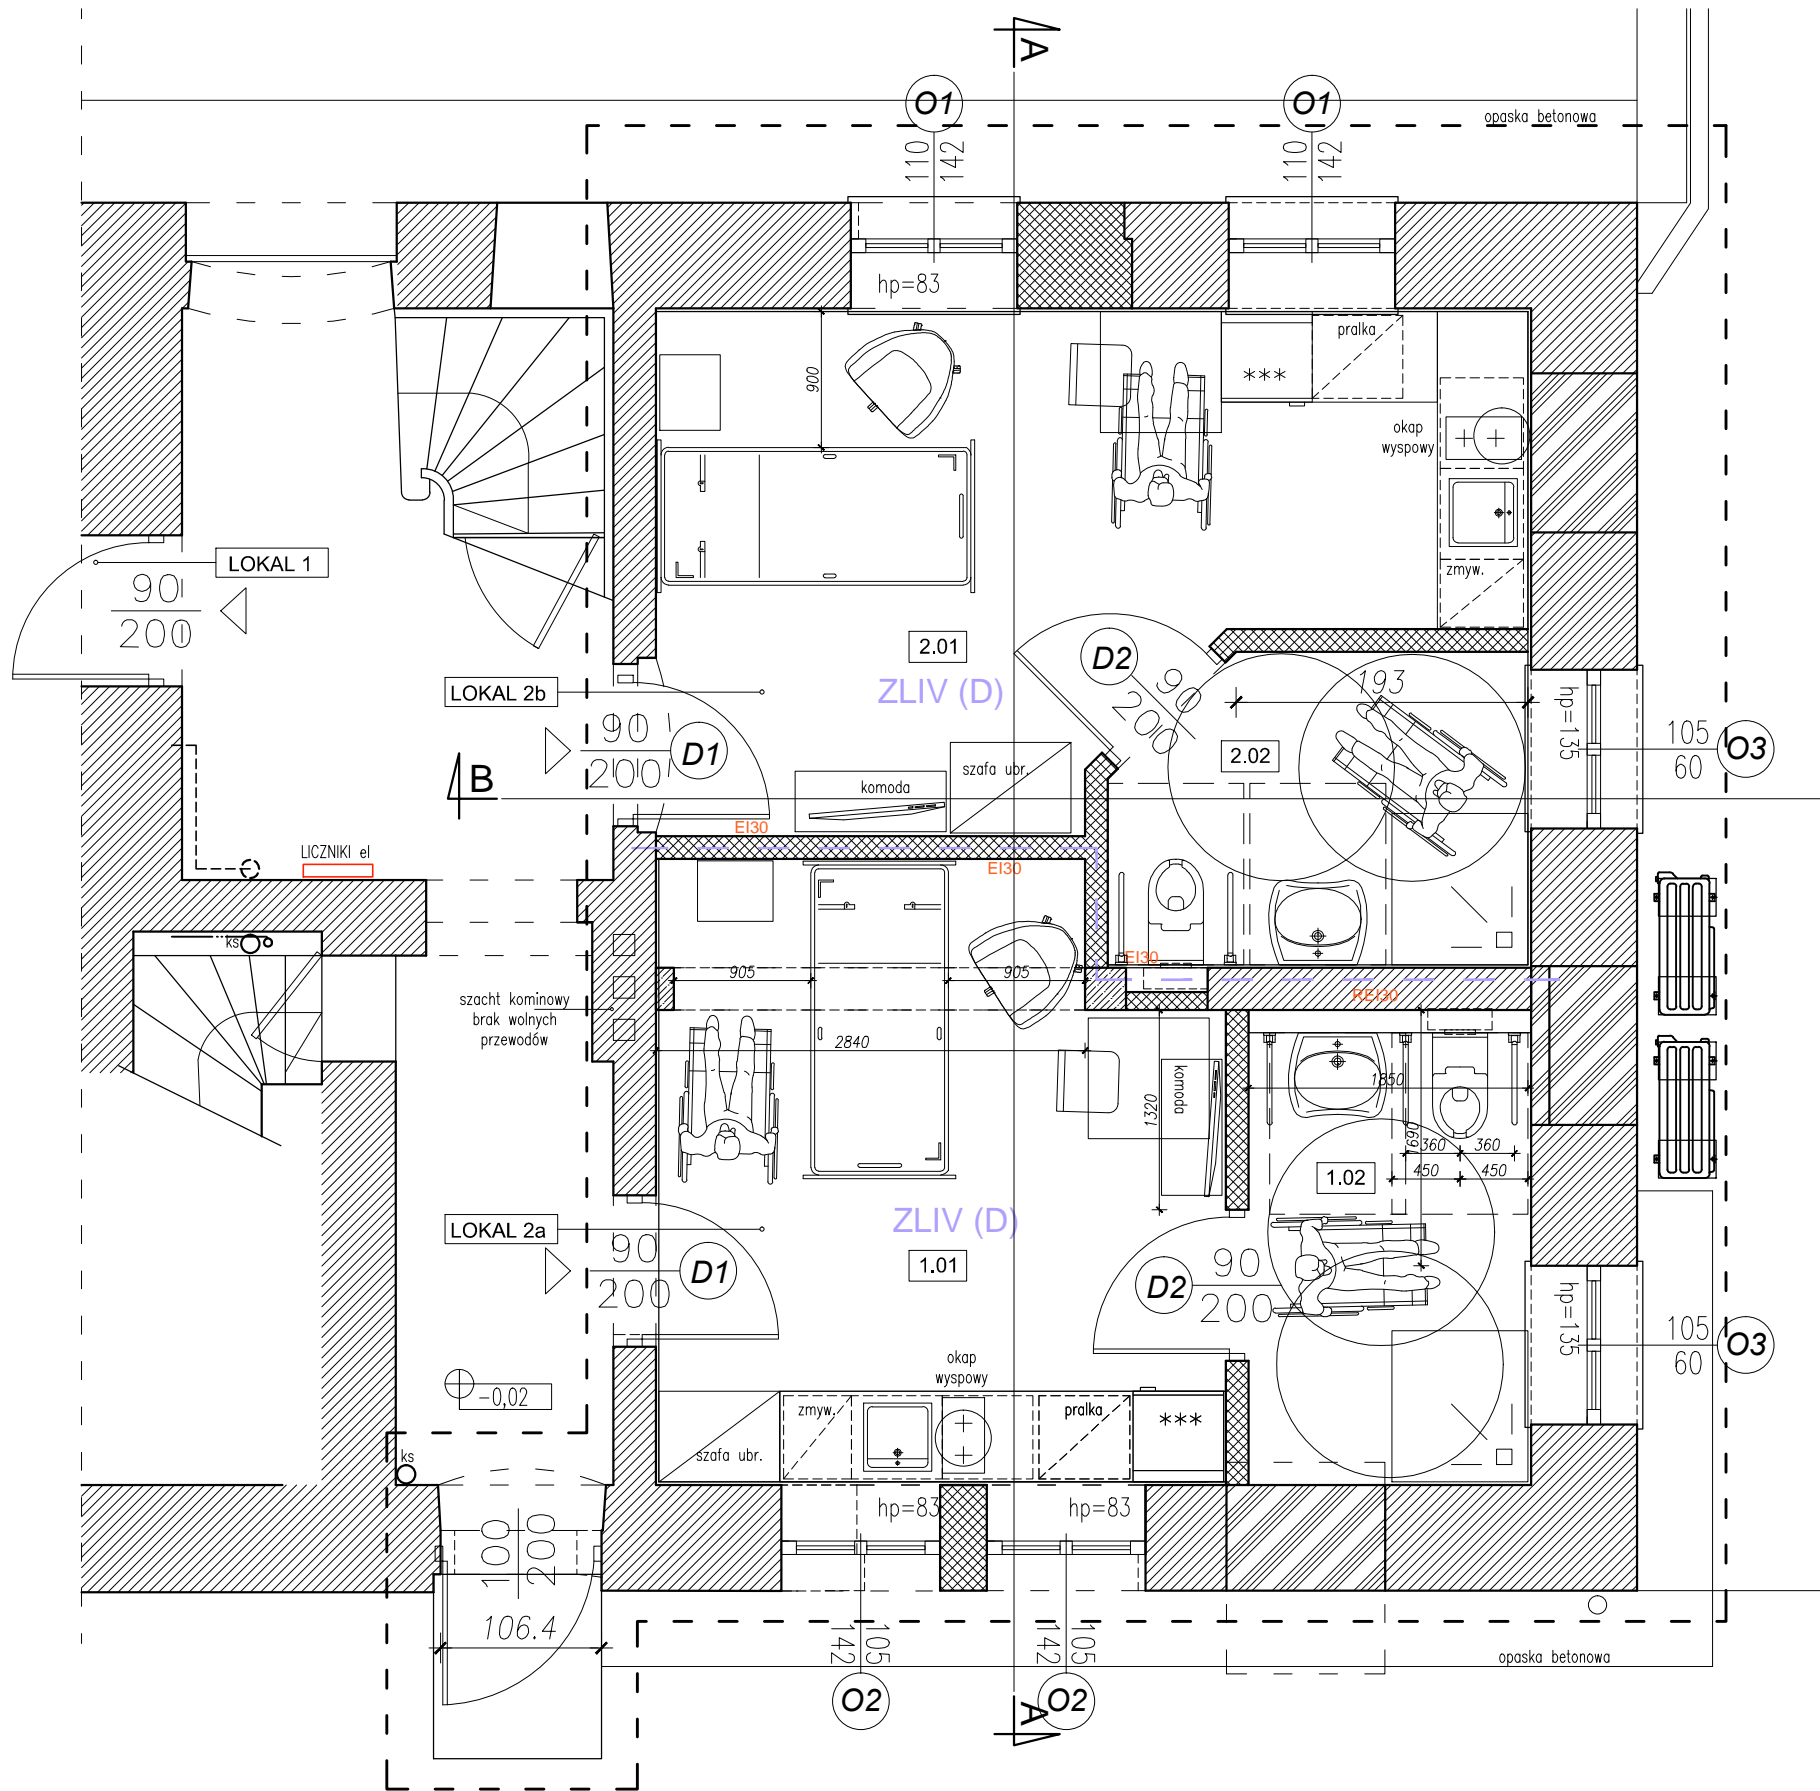 A
O1
O1
110
142
110
142
opaska betonowa
hp=83
pralka
***
900
okap
wyspowy
zmyw.
LOKAL 1
90
200
2.01
ZLIV (D)
D2
90
200
193
hp=135
105
60
O3
LOKAL 2b
90
200
D1
2.02
B
komoda
szafa ubr.
EI30
LICZNIKI el
EI30
ks
905
905
EI30
REI30
szacht kominowy
brak wolnych
przewodów
2840
1320
komoda
1850
1690
360
360
450
450
1.02
LOKAL 2a
90
200
D1
ZLIV (D)
1.01
D2
90
200
hp=135
105
60
O3
-0,02
okap
wyspowy
zmyw.
pralka
***
szafa ubr.
ks
hp=83
hp=83
100
200
106.4
142
105
142
105
opaska betonowa
O2
O2
A